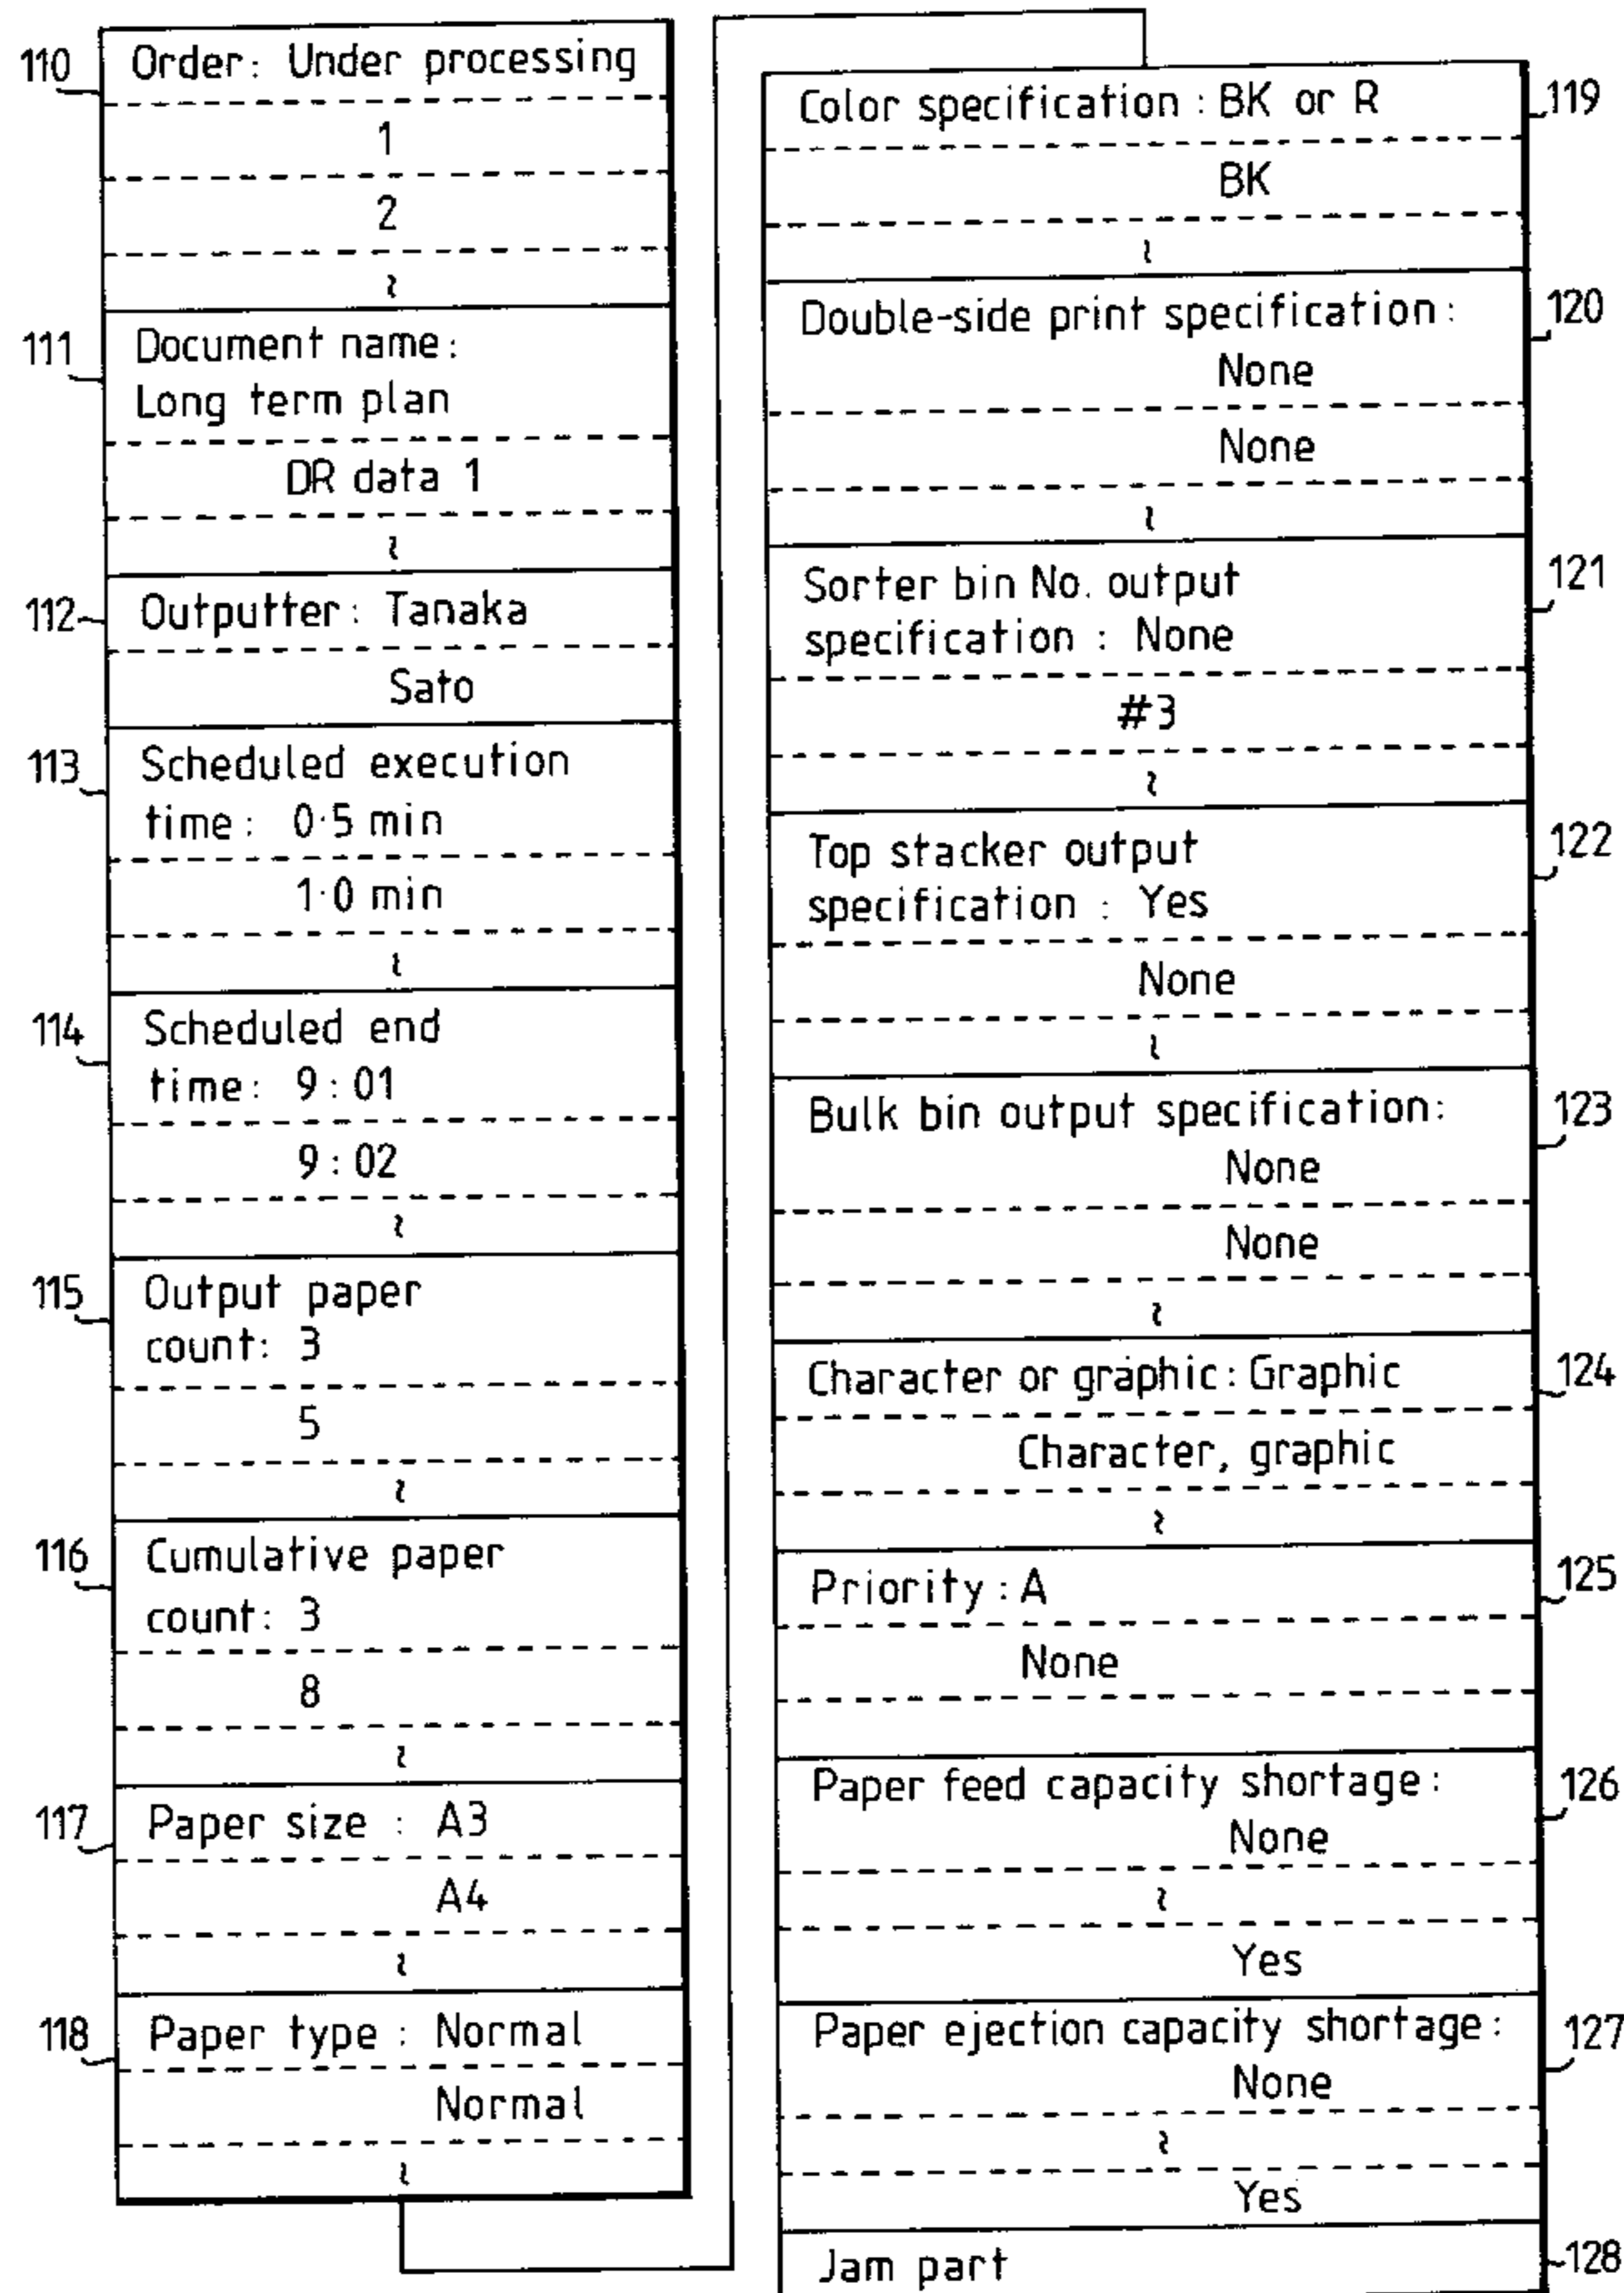 110 Order: Under processing
1
2
≀
111 Document name:
Long term plan
DR data 1
≀
112 Outputter: Tanaka
Sato
113 Scheduled execution
time: 0·5 min
1·0 min
≀
114 Scheduled end
time: 9:01
9:02
≀
115 Output paper
count: 3
5
≀
116 Cumulative paper
count: 3
8
≀
117 Paper size : A3
A4
≀
118 Paper type : Normal
Normal
≀
Color specification : BK or R 119
BK
≀
Double-side print specification : 120
None
None
≀
Sorter bin No. output 121
specification : None
#3
≀
Top stacker output 122
specification : Yes
None
≀
Bulk bin output specification: 123
None
None
≀
Character or graphic: Graphic 124
Character, graphic
≀
Priority : A 125
None
Paper feed capacity shortage: 126
None
≀
Yes
Paper ejection capacity shortage: 127
None
≀
Yes
Jam part 128